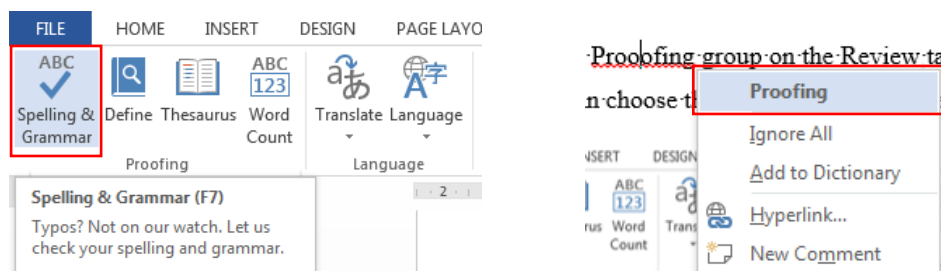 FILE HOME INSERT DESIGN PAGE LAYO
ABC
Spelling & Grammar
Define Thesaurus
ABC
123
Word Count
Translate Language
Proofing Language
2
Spelling & Grammar (F7)
Typos? Not on our watch. Let us
check your spelling and grammar.
Prooofing group on the Review ta
n choose t
Proofing
Ignore All
Add to Dictionary
Hyperlink...
New Comment
NSERT DESIGN
ABC
123
rus Word Trans
Count